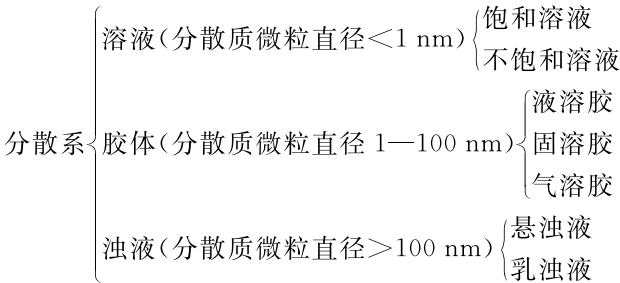 溶液(分散质微粒直径<1 nm)
饱和溶液
不饱和溶液
分散系
胶体(分散质微粒直径 1—100 nm)
液溶胶
固溶胶
气溶胶
浊液(分散质微粒直径>100 nm)
悬浊液
乳浊液